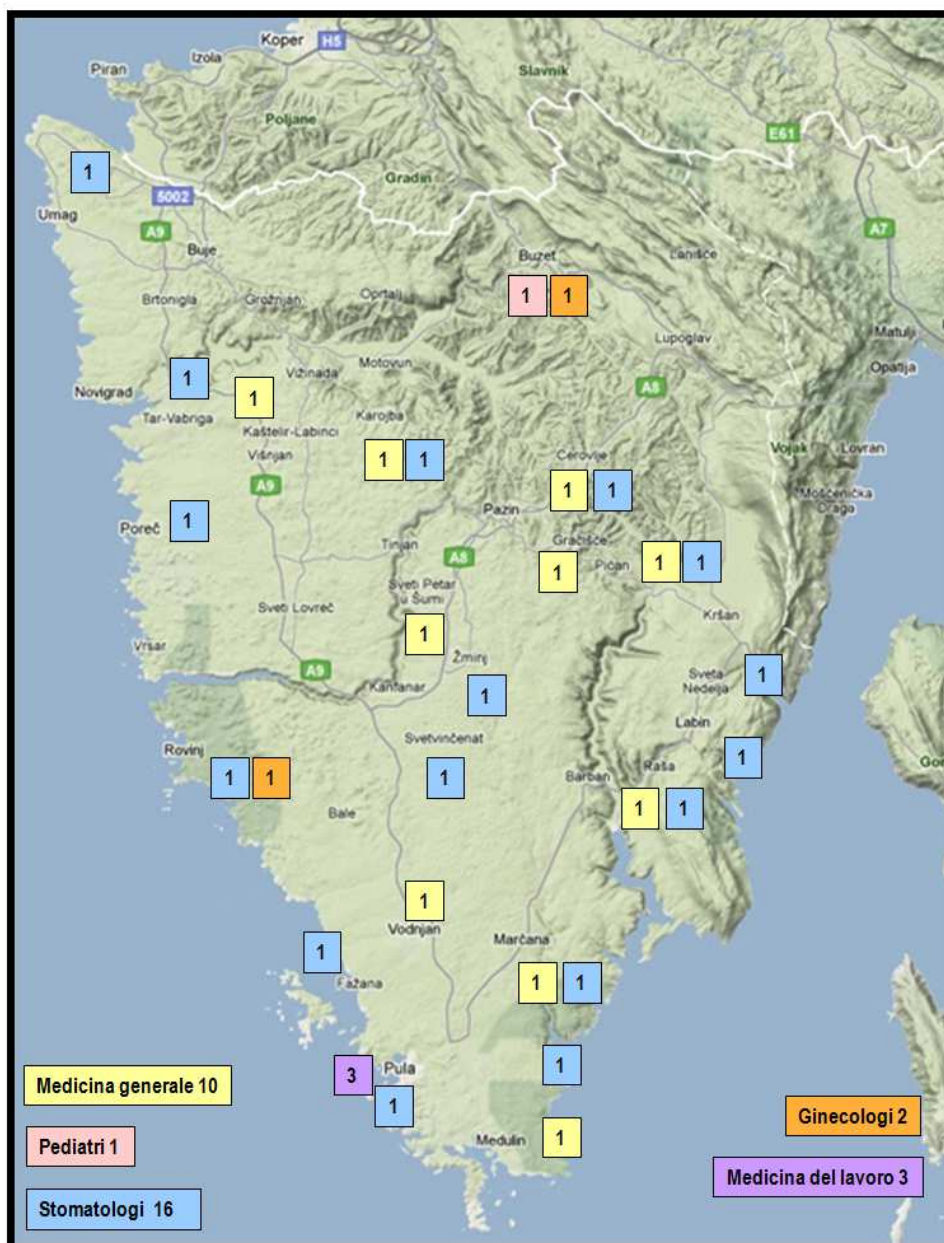 Koper
H5
Izola
Piran
Slavnik
Poljane
E61
1
Gradin
5002
Umag
A9
A7
Buje
Buzet
Lanišče
1 1
Brtonigla
Grožnjan
Oprtalj
Lupoglav
Matulji
Motovun
Opatija
1
Vižinada
A8
Novigrad
1
Tar-Vabriga
Karojba
Kaštelir-Labinci
Višnjan
Cerovlje
Vojak
Lovran
1 1
A9
1 1
Mošćenička
Draga
Pazin
Poreč
1
Gračišće
Tinjan
A8
1
Pićan
1 1
Sveti Petar
u Šumi
Sveti Lovreč
Kršan
1
Vrsar
Žminj
A9
Kanfanar
1
Sveta
Nedelja
1
Labin
Svetvinčenat
Rovinj
1 1
1
Barban
Raša
1
Gor
Bale
1 1
1
Vodnjan
Marčana
1
Fažana
1 1
1
3
Pula
1
Medulin
1
Medicina generale 10
Pediatri 1
Stomatologi 16
Ginecologi 2
Medicina del lavoro 3